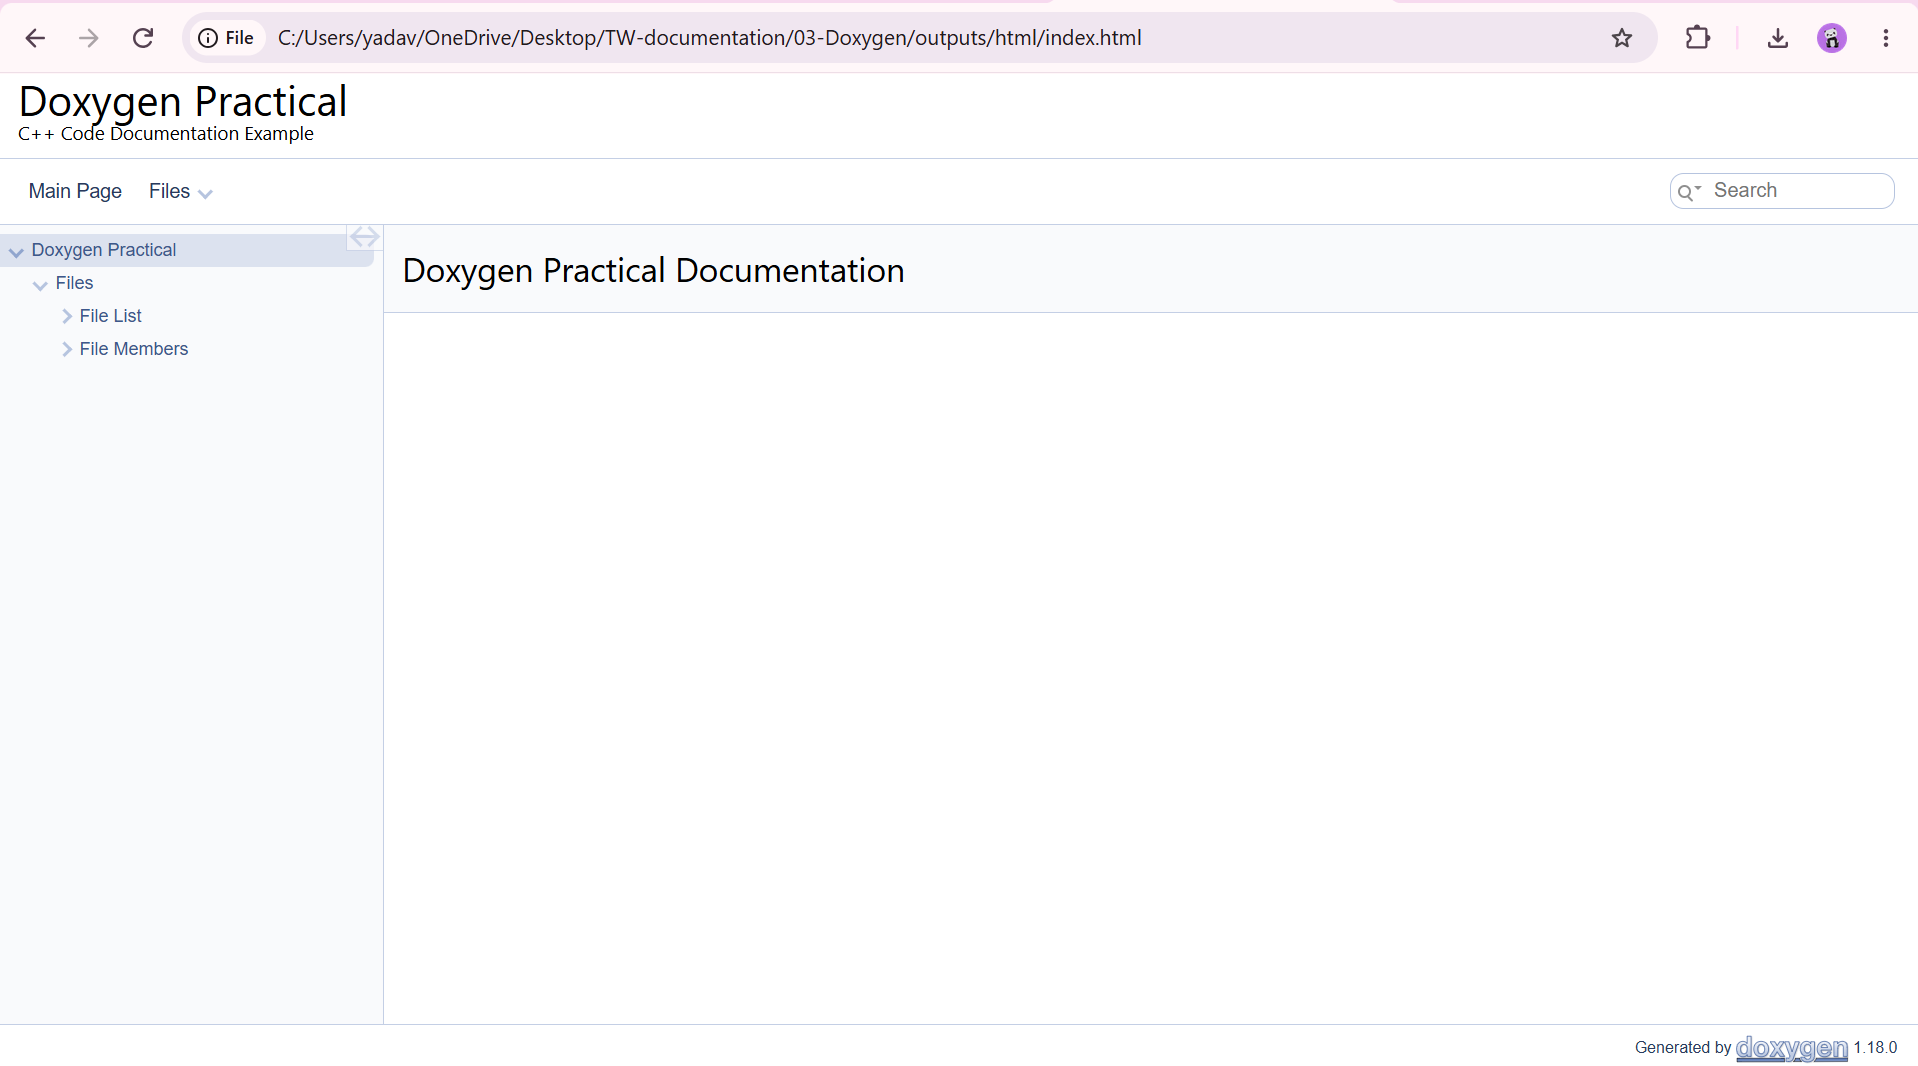 File C:/Users/yadav/OneDrive/Desktop/TW-documentation/03-Doxygen/outputs/html/index.html
Doxygen Practical
C++ Code Documentation Example
Main Page Files Search
Doxygen Practical
Files
File List
File Members
Doxygen Practical Documentation
Generated by doxygen 1.18.0